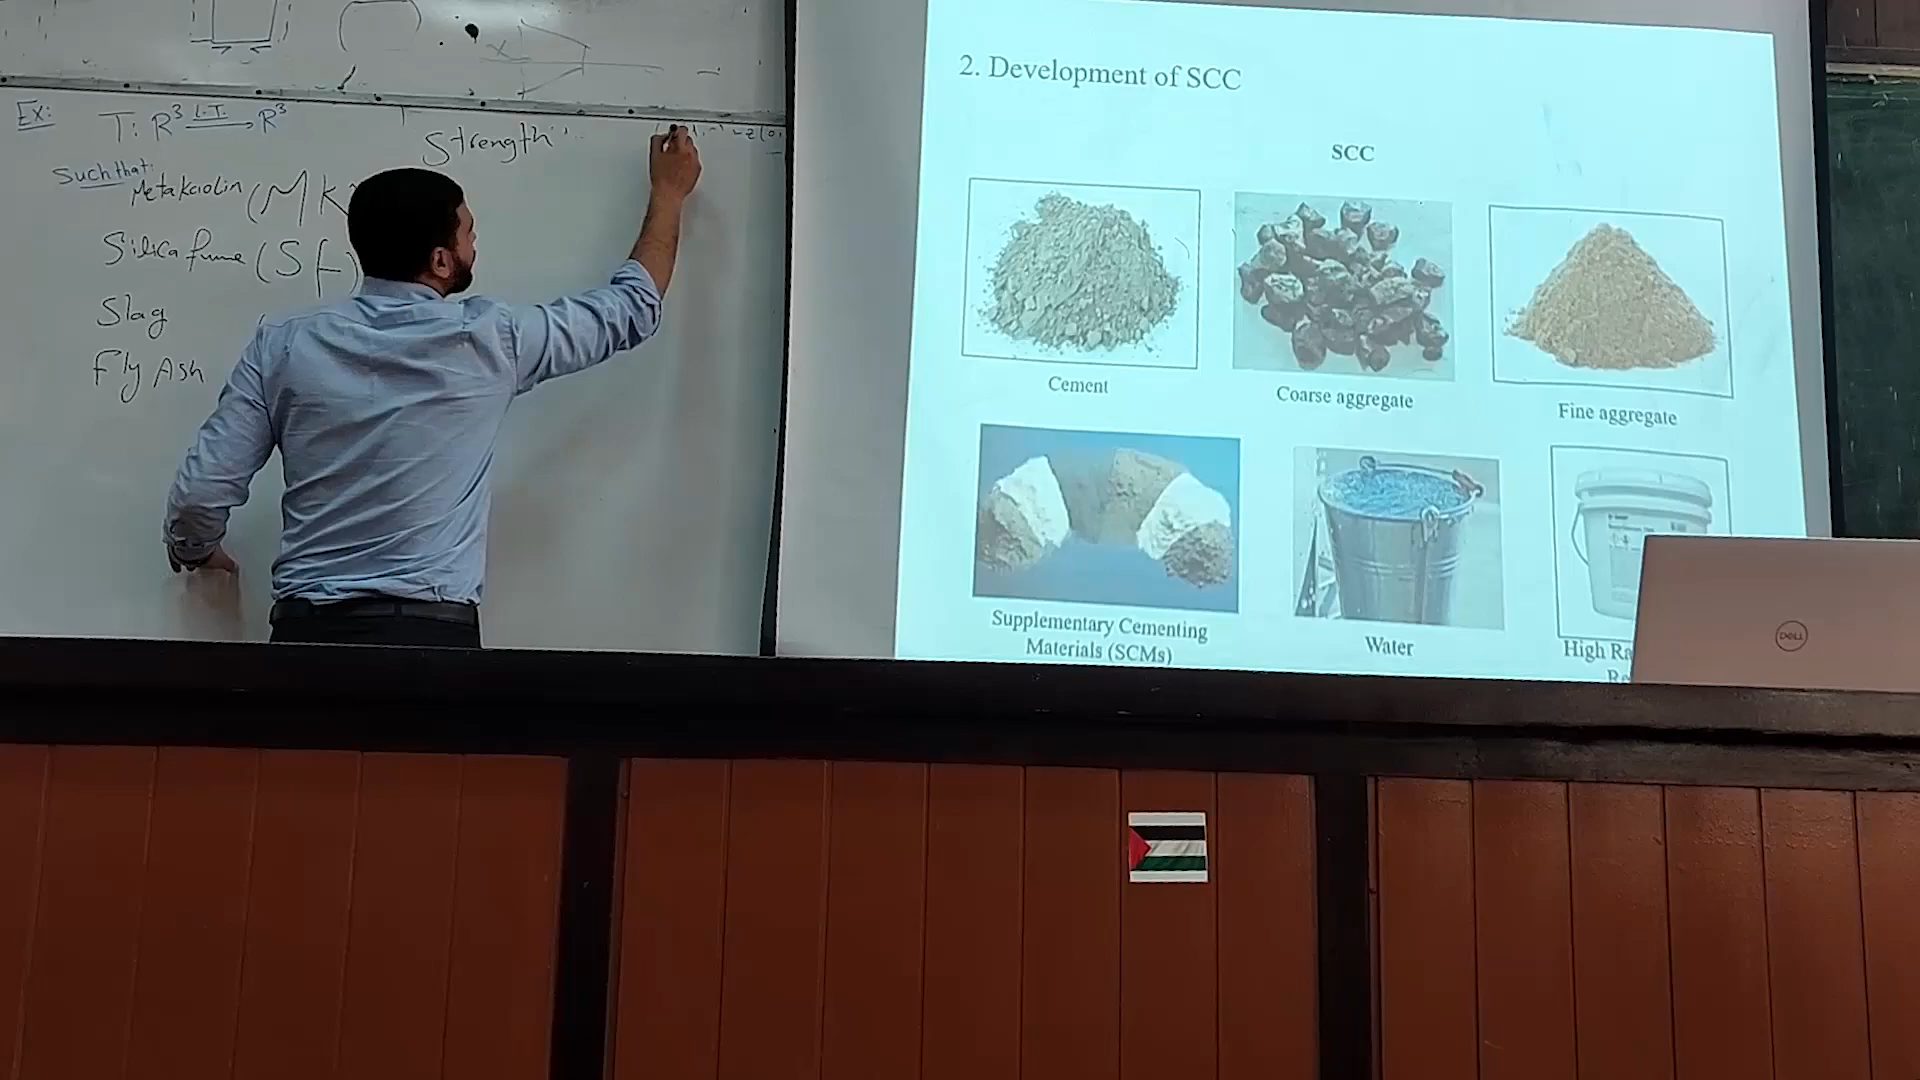 Ex:
T: R³ L.T. → R³
Such that:
Metakaolin (MK
Silica fume (SF)
Slag
Fly Ash
Strength
2. Development of SCC
SCC
Cement
Coarse aggregate
Fine aggregate
Supplementary Cementing
Materials (SCMs)
Water
High Ra
Re
DELL